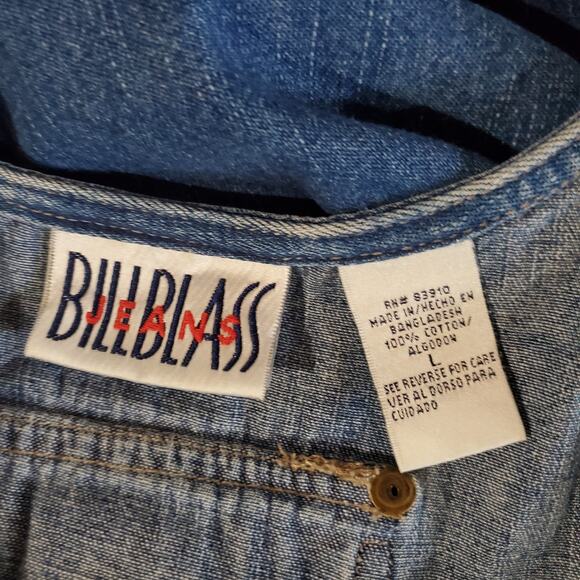 BILLBLASS
JEANS
RN# 83910
MADE IN/HECHO EN
BANGLADESH
100% COTTON/
ALGODON
L
SEE REVERSE FOR CARE
VER AL DORSO PARA
CUIDADO